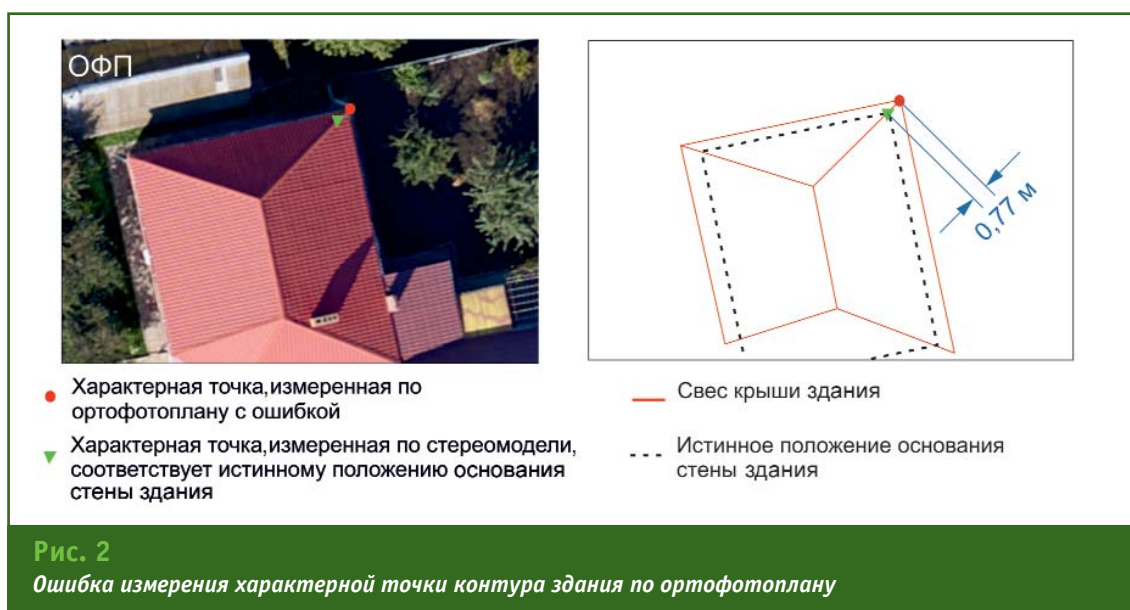 ОФП
0,77 м
Характерная точка,измеренная по
ортофотоплану с ошибкой
Характерная точка,измеренная по стереомодели,
соответствует истинному положению основания
стены здания
Свес крыши здания
Истинное положение основания
стены здания
Рис. 2
Ошибка измерения характерной точки контура здания по ортофотоплану